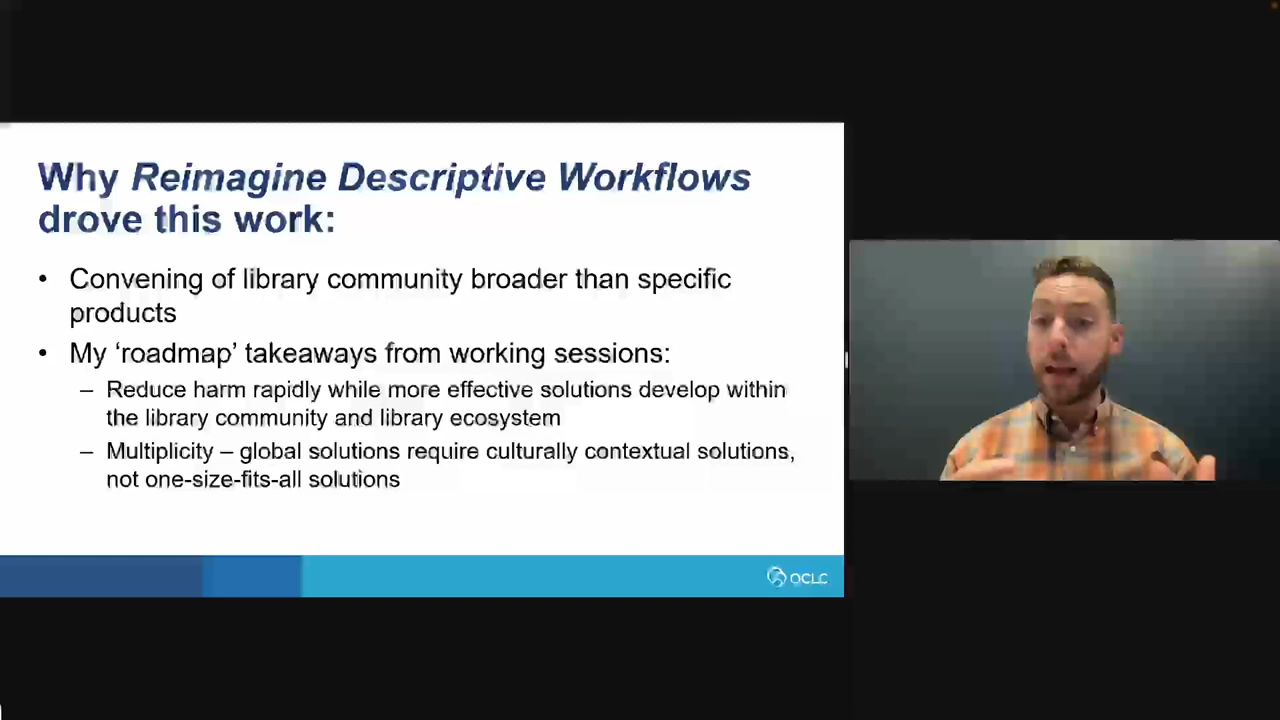 Why Reimagine Descriptive Workflows
drove this work:
• Convening of library community broader than specific
products
• My ‘roadmap’ takeaways from working sessions:
– Reduce harm rapidly while more effective solutions develop within
the library community and library ecosystem
– Multiplicity – global solutions require culturally contextual solutions,
not one-size-fits-all solutions
OCLC